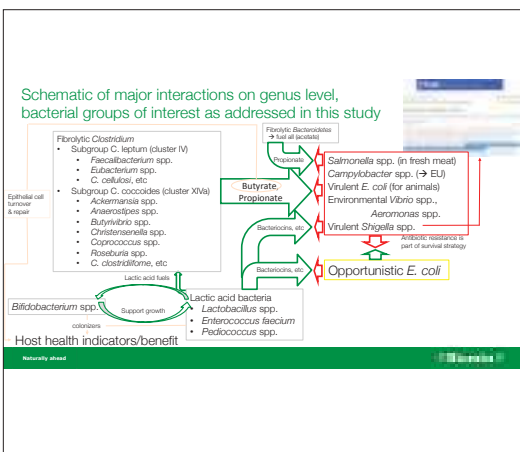 Schematic of major interactions on genus level,
bacterial groups of interest as addressed in this study
Fibrolytic Bacteroidetes
→ fuel all (acetate)
Fibrolytic Clostridium
• Subgroup C. leptum (cluster IV)
• Faecalibacterium spp.
• Eubacterium spp.
• C. cellulosi, etc
• Subgroup C. coccoides (cluster XIVa)
• Ackermansia spp.
• Anaerostipes spp.
• Butyrivibrio spp.
• Christensenella spp.
• Coprococcus spp.
• Roseburia spp.
• C. clostridiifome, etc
Epithelial cell
turnover
& repair
Propionate
Butyrate,
Propionate
Salmonella spp. (in fresh meat)
Campylobacter spp. (→ EU)
Virulent E. coli (for animals)
Environmental Vibrio spp.,
Aeromonas spp.
Virulent Shigella spp.
Bacteriocins, etc
Antibiotic resistance is
part of survival strategy
Bacteriocins, etc
Opportunistic E. coli
Lactic acid fuels
Bifidobacterium spp.
Support growth
Lactic acid bacteria
• Lactobacillus spp.
• Enterococcus faecium
• Pediococcus spp.
colonizers
Host health indicators/benefit
Naturally ahead